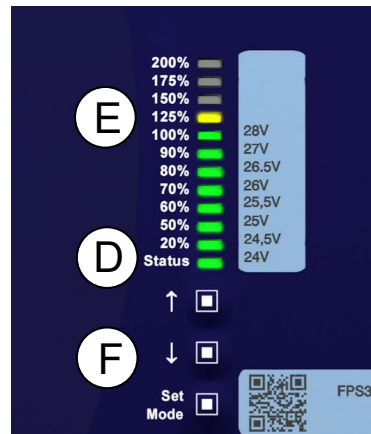 200%
175%
150%
E
125%
100% 28V
90% 27V
80% 26.5V
70% 26V
60% 25,5V
50% 25V
D
20% 24,5V
Status 24V
↑
F
↓
Set
Mode
FPS3